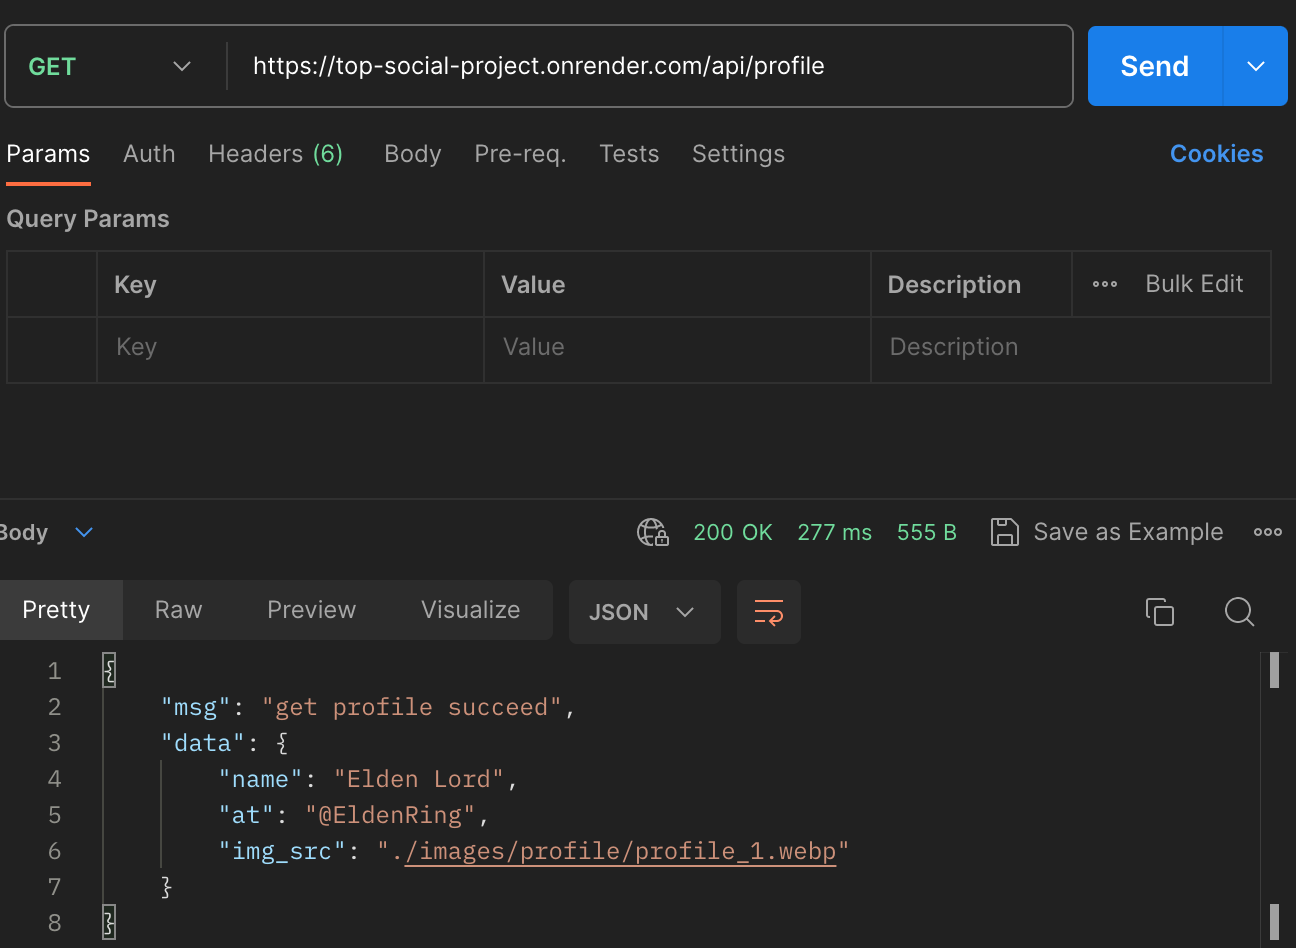 GET https://top-social-project.onrender.com/api/profile Send
Params Auth Headers (6) Body Pre-req. Tests Settings Cookies
Query Params
Key Value Description Bulk Edit
Key Value Description
Body 200 OK 277 ms 555 B Save as Example
Pretty Raw Preview Visualize JSON
1 {
2 "msg": "get profile succeed",
3 "data": {
4 "name": "Elden Lord",
5 "at": "@EldenRing",
6 "img_src": "./images/profile/profile_1.webp"
7 }
8 }